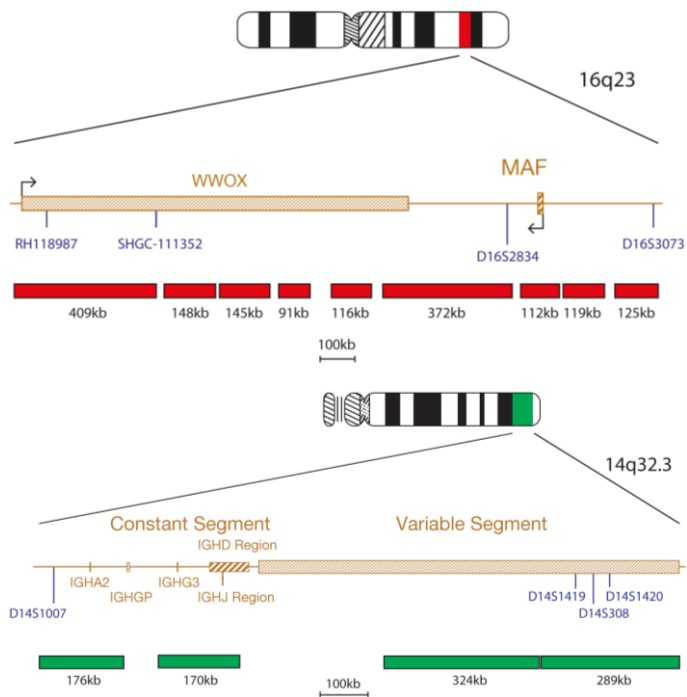 16q23
WWOX
MAF
RH118987
SHGC-111352
D16S2834
D16S3073
409kb 148kb 145kb 91kb 116kb 372kb 112kb 119kb 125kb
100kb
14q32.3
Constant Segment Variable Segment
IGHD Region
IGHA2 IGHG3
IGHGP IGHJ Region
D14S1007
D14S1419 D14S1420
D14S308
176kb 170kb 324kb 289kb
100kb